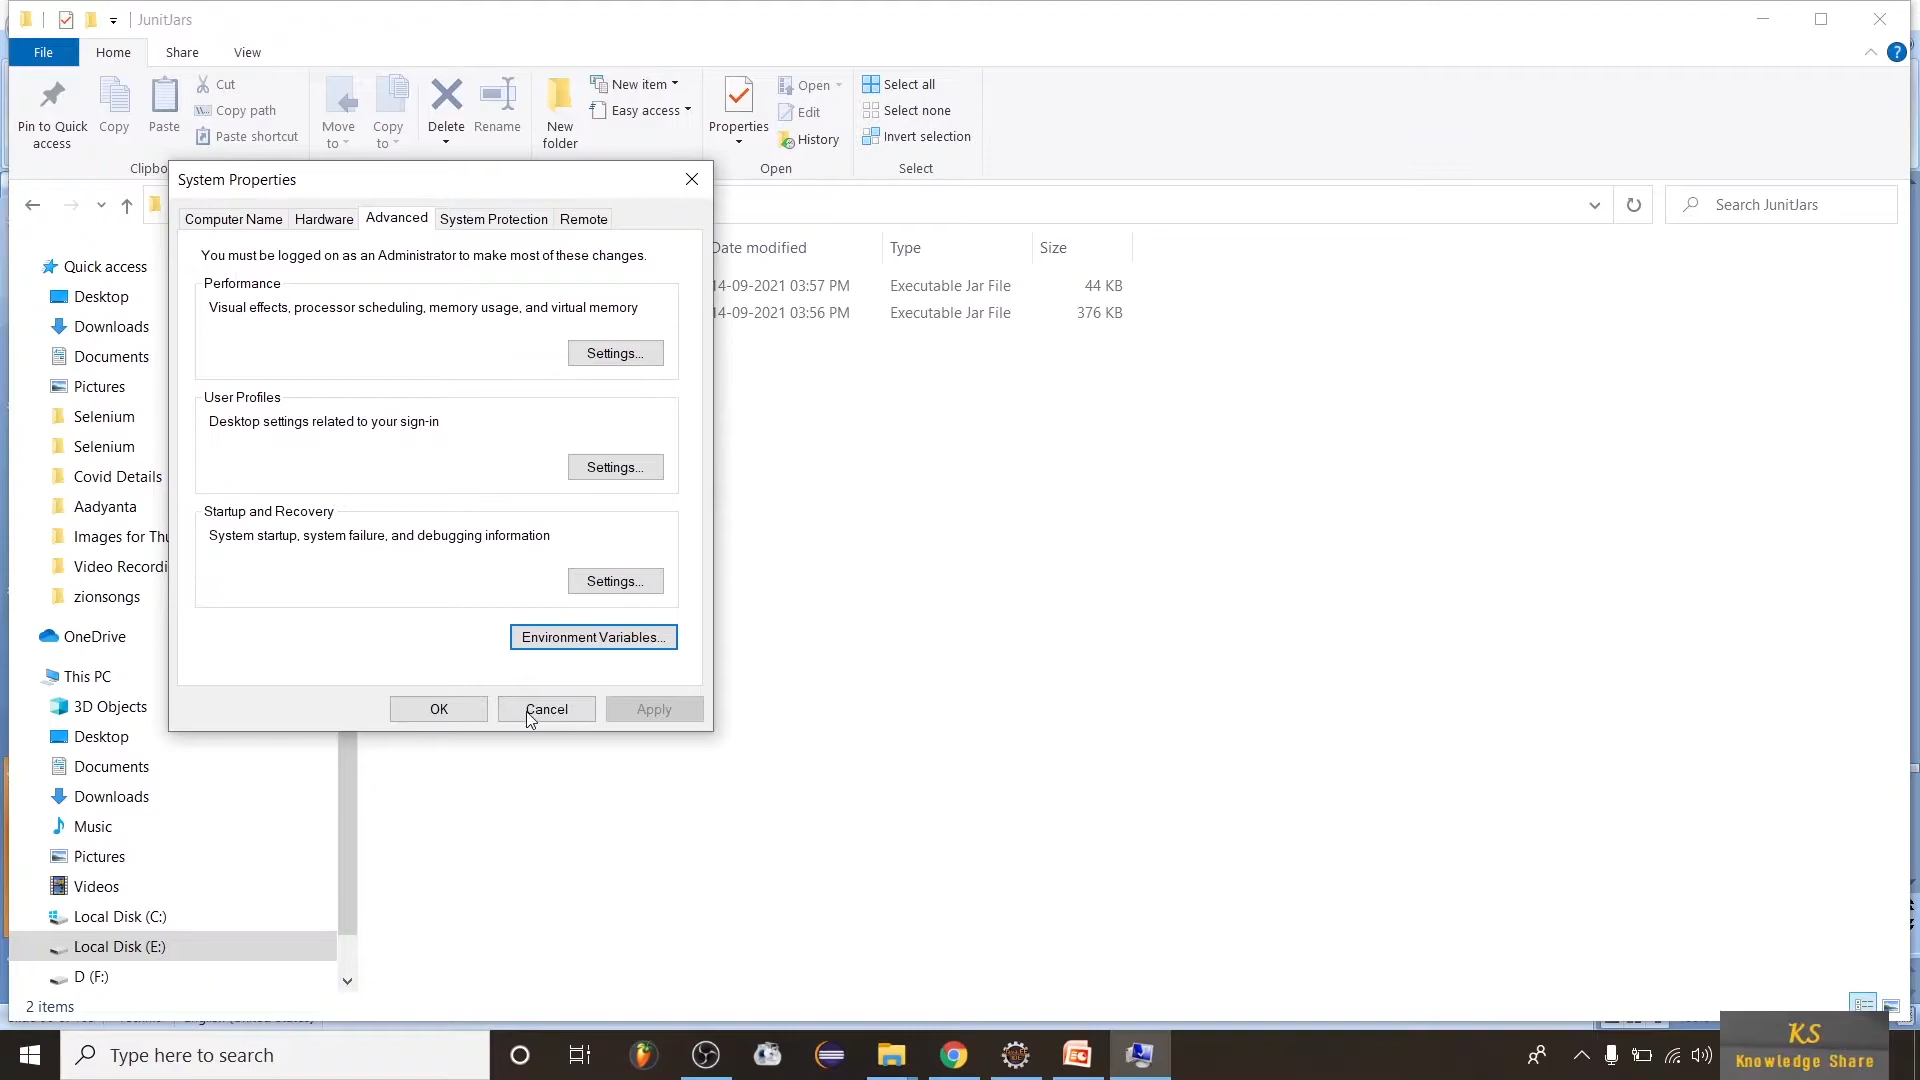 JunitJars
File
Home
Share
View
Pin to Quick access
Copy
Paste
Cut
Copy path
Paste shortcut
Move to
Copy to
Delete
Rename
New folder
New item
Easy access
Properties
Open
Edit
History
Select all
Select none
Invert selection
Open
Select
Search JunitJars
System Properties
Computer Name
Hardware
Advanced
System Protection
Remote
You must be logged on as an Administrator to make most of these changes.
Performance
Visual effects, processor scheduling, memory usage, and virtual memory
Settings...
User Profiles
Desktop settings related to your sign-in
Settings...
Startup and Recovery
System startup, system failure, and debugging information
Settings...
Environment Variables...
OK
Cancel
Apply
Date modified
Type
Size
14-09-2021 03:57 PM
Executable Jar File
44 KB
14-09-2021 03:56 PM
Executable Jar File
376 KB
Quick access
Desktop
Downloads
Documents
Pictures
Selenium
Selenium
Covid Details
Aadyanta
Images for Thu
Video Recordi
zionsongs
OneDrive
This PC
3D Objects
Desktop
Documents
Downloads
Music
Pictures
Videos
Local Disk (C:)
Local Disk (E:)
D (F:)
2 items
Type here to search
KS
Knowledge Share